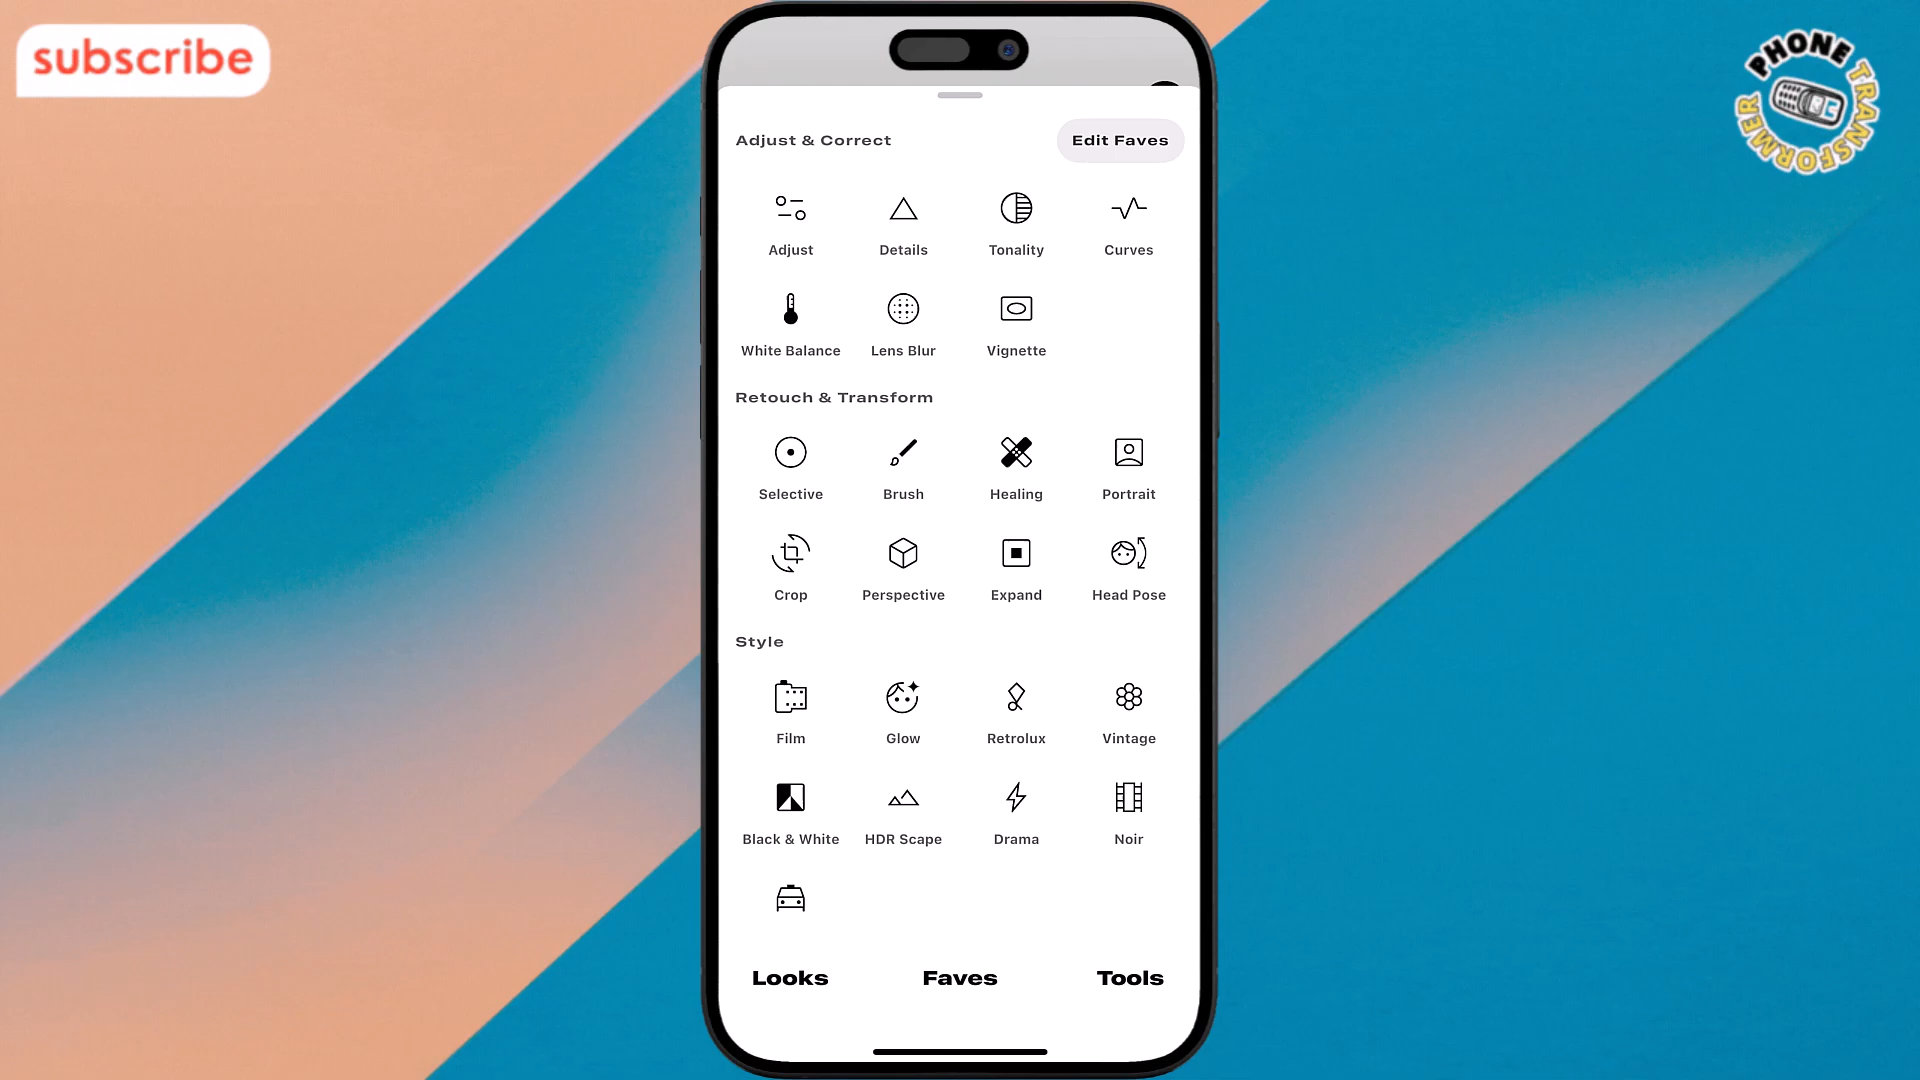 subscribe
PHONE
TRANSFORMER
Adjust & Correct
Edit Faves
Adjust Details Tonality Curves
White Balance Lens Blur Vignette
Retouch & Transform
Selective Brush Healing Portrait
Crop Perspective Expand Head Pose
Style
Film Glow Retrolux Vintage
Black & White HDR Scape Drama Noir
Looks Faves Tools